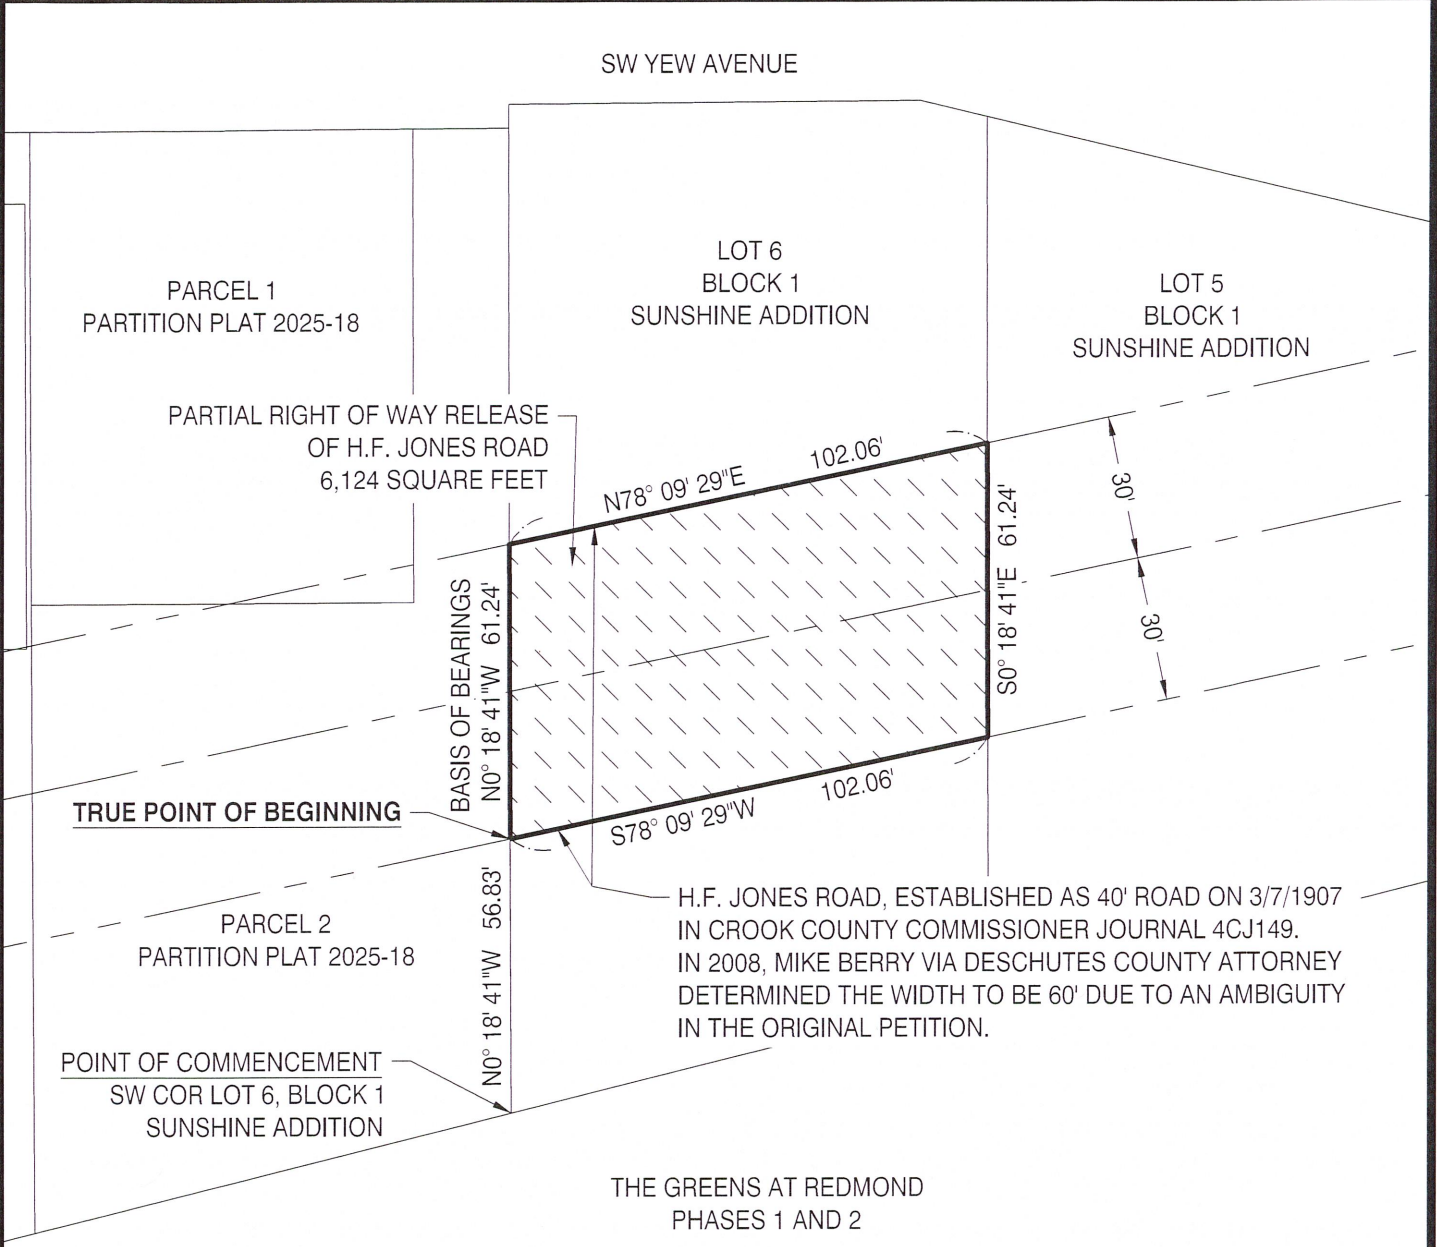 SW YEW AVENUE
LOT 6
BLOCK 1
SUNSHINE ADDITION
PARCEL 1
PARTITION PLAT 2025-18
LOT 5
BLOCK 1
SUNSHINE ADDITION
PARTIAL RIGHT OF WAY RELEASE
OF H.F. JONES ROAD
6,124 SQUARE FEET
N78° 09' 29"E 102.06'
30'
30'
S0° 18' 41"E 61.24'
BASIS OF BEARINGS
N0° 18' 41"W 61.24'
TRUE POINT OF BEGINNING
S78° 09' 29"W 102.06'
N0° 18' 41"W 56.83'
H.F. JONES ROAD, ESTABLISHED AS 40' ROAD ON 3/7/1907
IN CROOK COUNTY COMMISSIONER JOURNAL 4CJ149.
IN 2008, MIKE BERRY VIA DESCHUTES COUNTY ATTORNEY
DETERMINED THE WIDTH TO BE 60' DUE TO AN AMBIGUITY
IN THE ORIGINAL PETITION.
PARCEL 2
PARTITION PLAT 2025-18
POINT OF COMMENCEMENT
SW COR LOT 6, BLOCK 1
SUNSHINE ADDITION
THE GREENS AT REDMOND
PHASES 1 AND 2